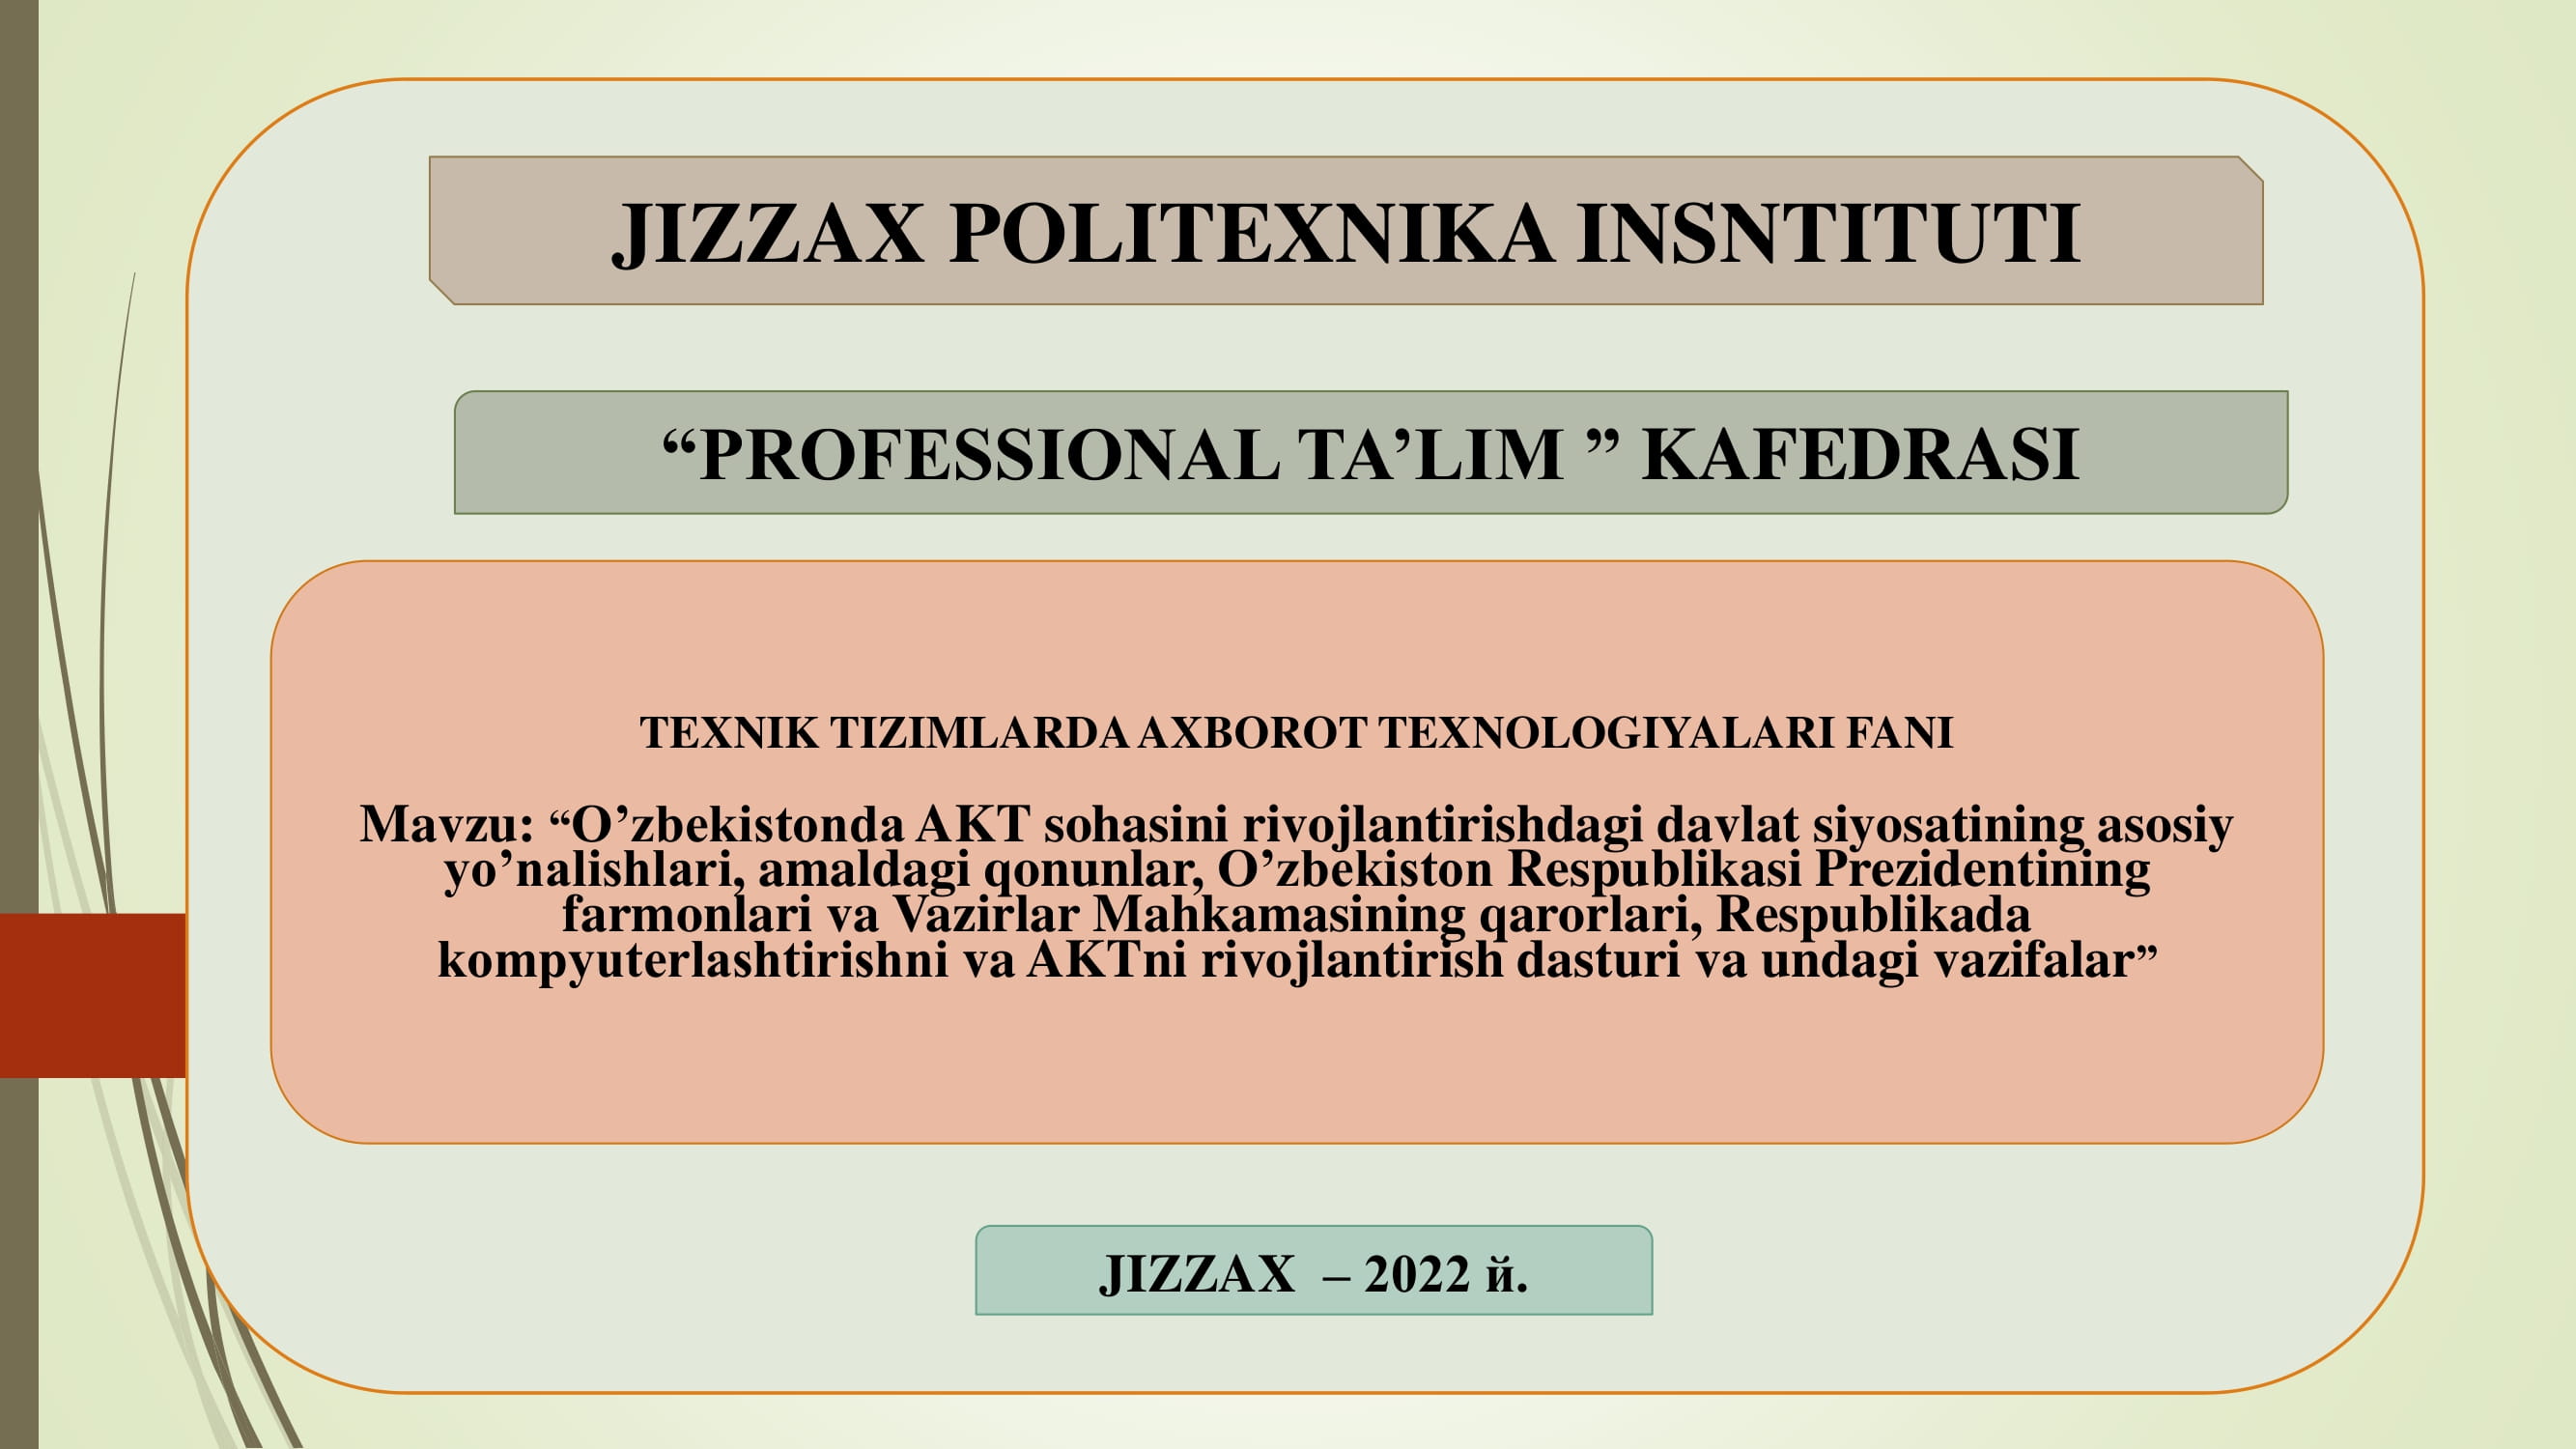 JIZZAX POLITEXNIKA INSNTITUTI
“PROFESSIONAL TA’LIM ” KAFEDRASI
TEXNIK TIZIMLARDA AXBOROT TEXNOLOGIYALARI FANI
Mavzu: “O’zbekistonda AKT sohasini rivojlantirishdagi davlat siyosatining asosiy
yo’nalishlari, amaldagi qonunlar, O’zbekiston Respublikasi Prezidentining
farmonlari va Vazirlar Mahkamasining qarorlari, Respublikada
kompyuterlashtirishni va AKTni rivojlantirish dasturi va undagi vazifalar”
JIZZAX – 2022 й.